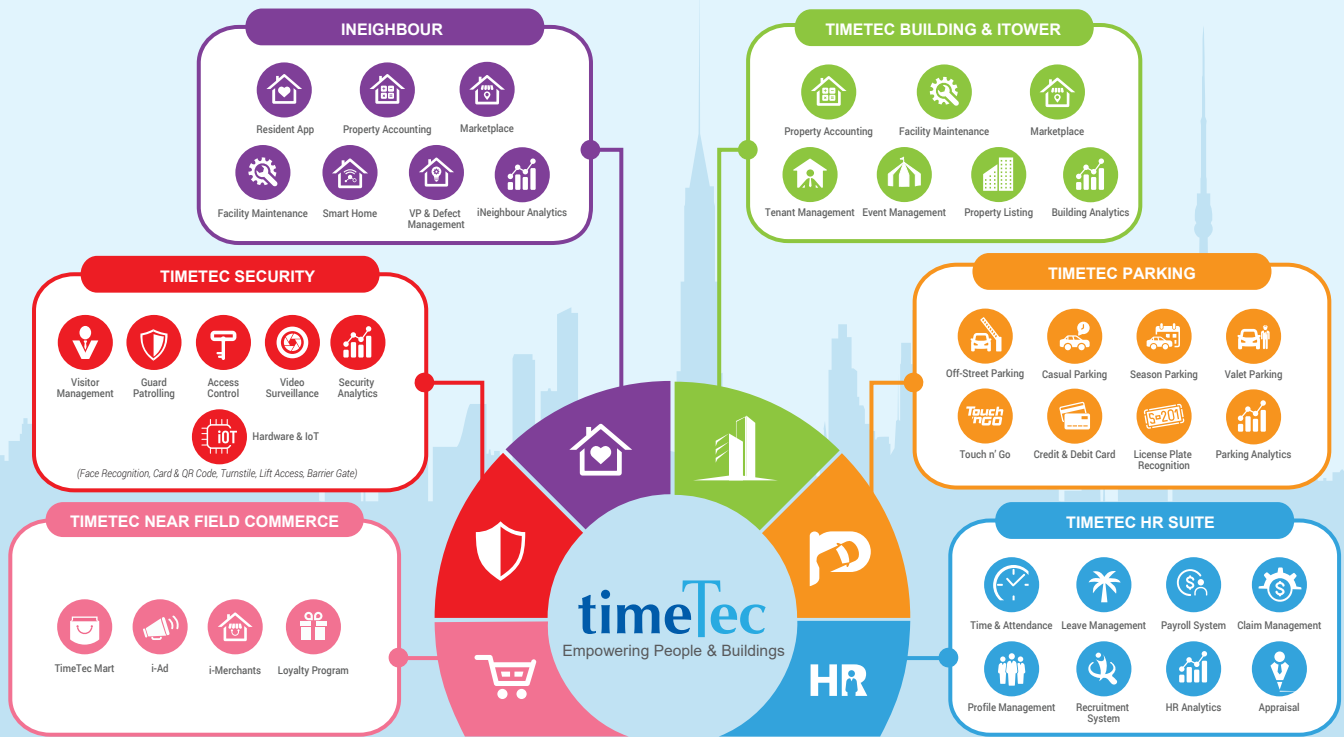 INEIGHBOUR
Resident App
Property Accounting
Marketplace
Facility Maintenance
Smart Home
VP & Defect
Management
iNeighbour Analytics
TIMETEC BUILDING & ITOWER
Property Accounting
Facility Maintenance
Marketplace
Tenant Management
Event Management
Property Listing
Building Analytics
TIMETEC SECURITY
Visitor
Management
Guard
Patrolling
Access
Control
Video
Surveillance
Security
Analytics
iOT
Hardware & IoT
(Face Recognition, Card & QR Code, Turnstile, Lift Access, Barrier Gate)
TIMETEC PARKING
Off-Street Parking
Casual Parking
Season Parking
Valet Parking
Touch
'nGO
Touch n' Go
Credit & Debit Card
S•201
License Plate
Recognition
Parking Analytics
TIMETEC NEAR FIELD COMMERCE
TimeTec Mart
i-Ad
i-Merchants
Loyalty Program
TIMETEC HR SUITE
Time & Attendance
Leave Management
Payroll System
Claim Management
Profile Management
Recruitment
System
HR Analytics
Appraisal
P
HR
timeTec
Empowering People & Buildings